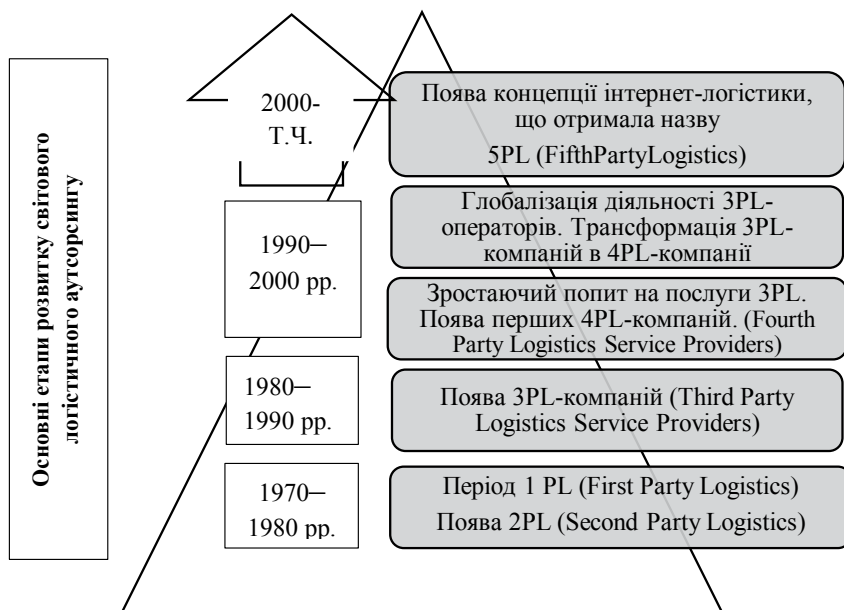 Основні етапи розвитку світового
логістичного аутсорсингу
2000-
Т.Ч.
Поява концепції інтернет-логістики,
що отримала назву
5PL (FifthPartyLogistics)
1990–
2000 рр.
Глобалізація діяльності 3PL-
операторів. Трансформація 3PL-
компаній в 4PL-компанії
Зростаючий попит на послуги 3PL.
Поява перших 4PL-компаній. (Fourth
Party Logistics Service Providers)
1980–
1990 рр.
Поява 3PL-компаній (Third Party
Logistics Service Providers)
1970–
1980 рр.
Період 1 PL (First Party Logistics)
Поява 2PL (Second Party Logistics)